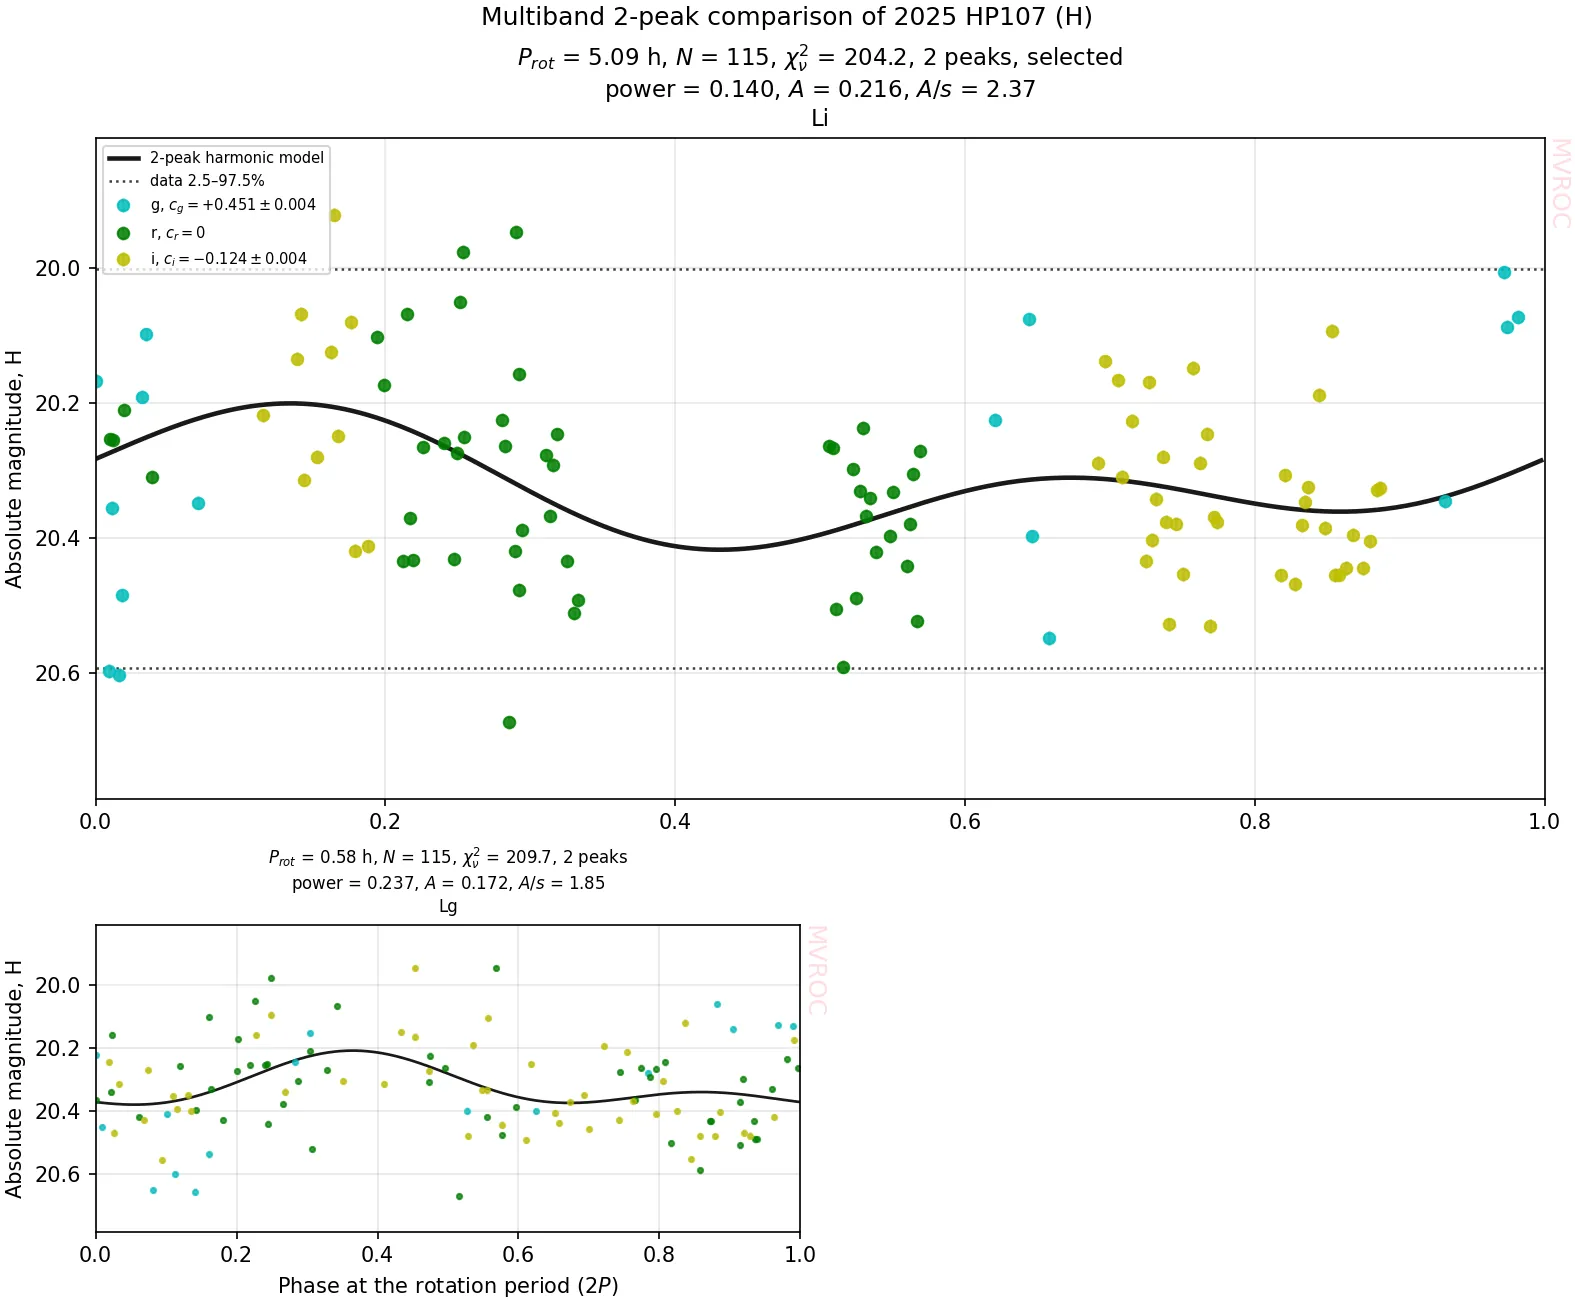 Multiband 2-peak comparison of 2025 HP107 (H)
P_rot = 5.09 h, N = 115, χ²_ν = 204.2, 2 peaks, selected
power = 0.140, A = 0.216, A/s = 2.37
Li
2-peak harmonic model
data 2.5–97.5%
g, c_g = +0.451 ± 0.004
r, c_r = 0
i, c_i = −0.124 ± 0.004
MVROC
Absolute magnitude, H
20.0
20.2
20.4
20.6
0.0 0.2 0.4 0.6 0.8 1.0
P_rot = 0.58 h, N = 115, χ²_ν = 209.7, 2 peaks
power = 0.237, A = 0.172, A/s = 1.85
Lg
MVROC
Absolute magnitude, H
20.0
20.2
20.4
20.6
0.0 0.2 0.4 0.6 0.8 1.0
Phase at the rotation period (2P)